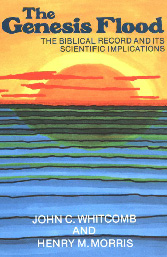 The
Genesis Flood
THE BIBLICAL RECORD AND ITS
SCIENTIFIC IMPLICATIONS
JOHN C. WHITCOMB
AND
HENRY M. MORRIS